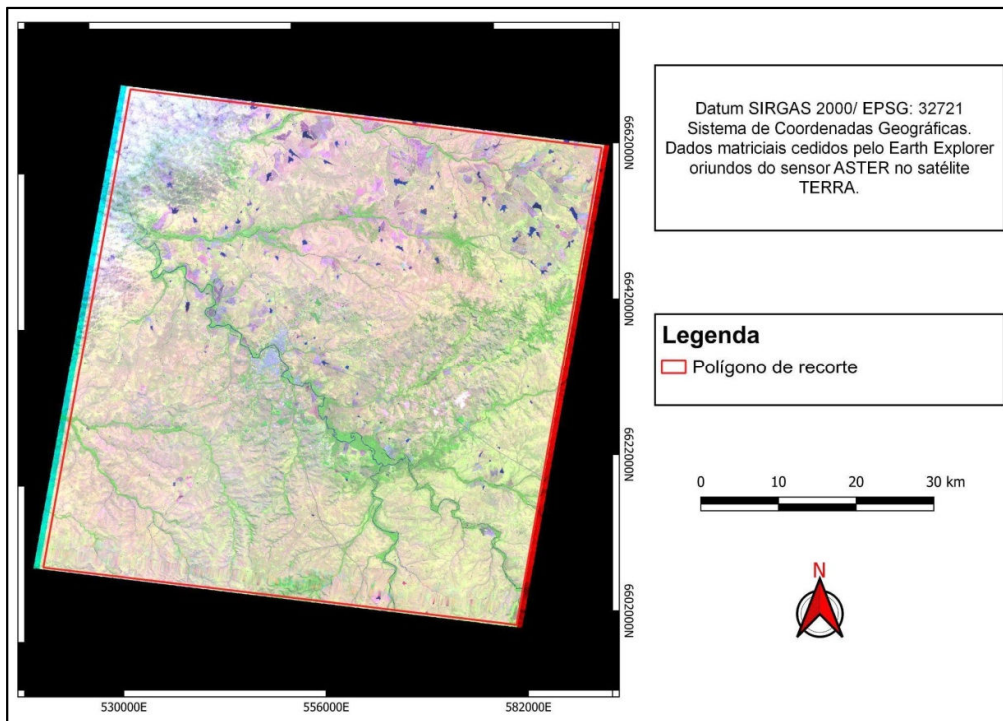 Datum SIRGAS 2000/ EPSG: 32721
Sistema de Coordenadas Geográficas.
Dados matriciais cedidos pelo Earth Explorer
oriundos do sensor ASTER no satélite
TERRA.
6662000N
6642000N
6622000N
6602000N
530000E
556000E
582000E
Legenda
Polígono de recorte
0 10 20 30 km
N